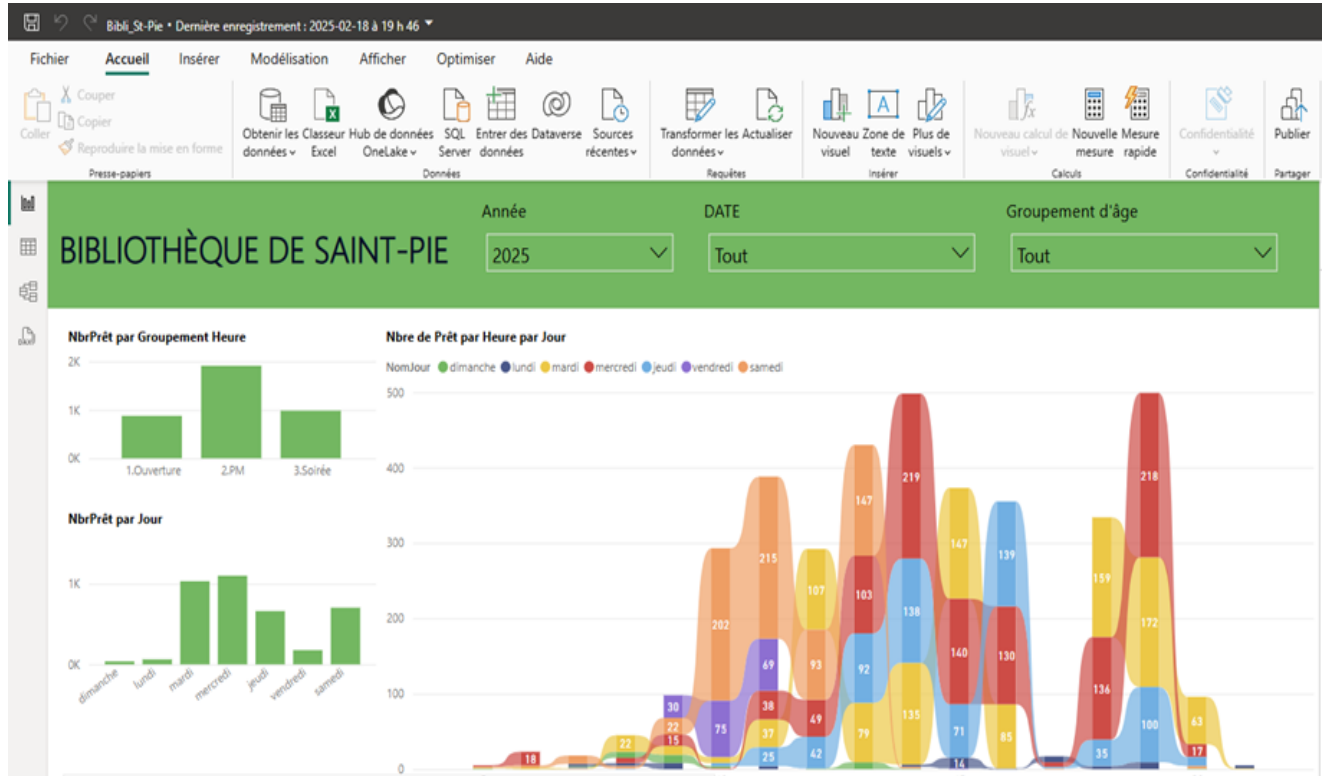 Bibli_St-Pie • Dernière enregistrement : 2025-02-18 à 19 h 46
Fichier Accueil Insérer Modélisation Afficher Optimiser Aide
Coller
Couper
Copier
Reproduire la mise en forme
Presse-papiers
Obtenir les données
Classeur Excel
Hub de données OneLake
SQL Server
Entrer des données
Dataverse
Sources récentes
Données
Transformer les données
Actualiser
Requêtes
Nouveau visuel
Zone de texte
Plus de visuels
Insérer
Nouveau calcul de visuel
Nouvelle mesure
Mesure rapide
Calculs
Confidentialité
Confidentialité
Publier
Partager
BIBLIOTHÈQUE DE SAINT-PIE
Année
2025
DATE
Tout
Groupement d'âge
Tout
NbrPrêt par Groupement Heure
2K
1K
0K
1.Ouverture 2.PM 3.Soirée
NbrPrêt par Jour
1K
0K
dimanche lundi mardi mercredi jeudi vendredi samedi
Nbre de Prêt par Heure par Jour
NomJour dimanche lundi mardi mercredi jeudi vendredi samedi
500
400
300
200
100
0
18
22
30
22
15
202
75
215
69
38
37
25
107
93
49
42
147
103
92
79
219
138
135
147
140
71
14
139
130
85
159
136
35
218
172
100
63
17